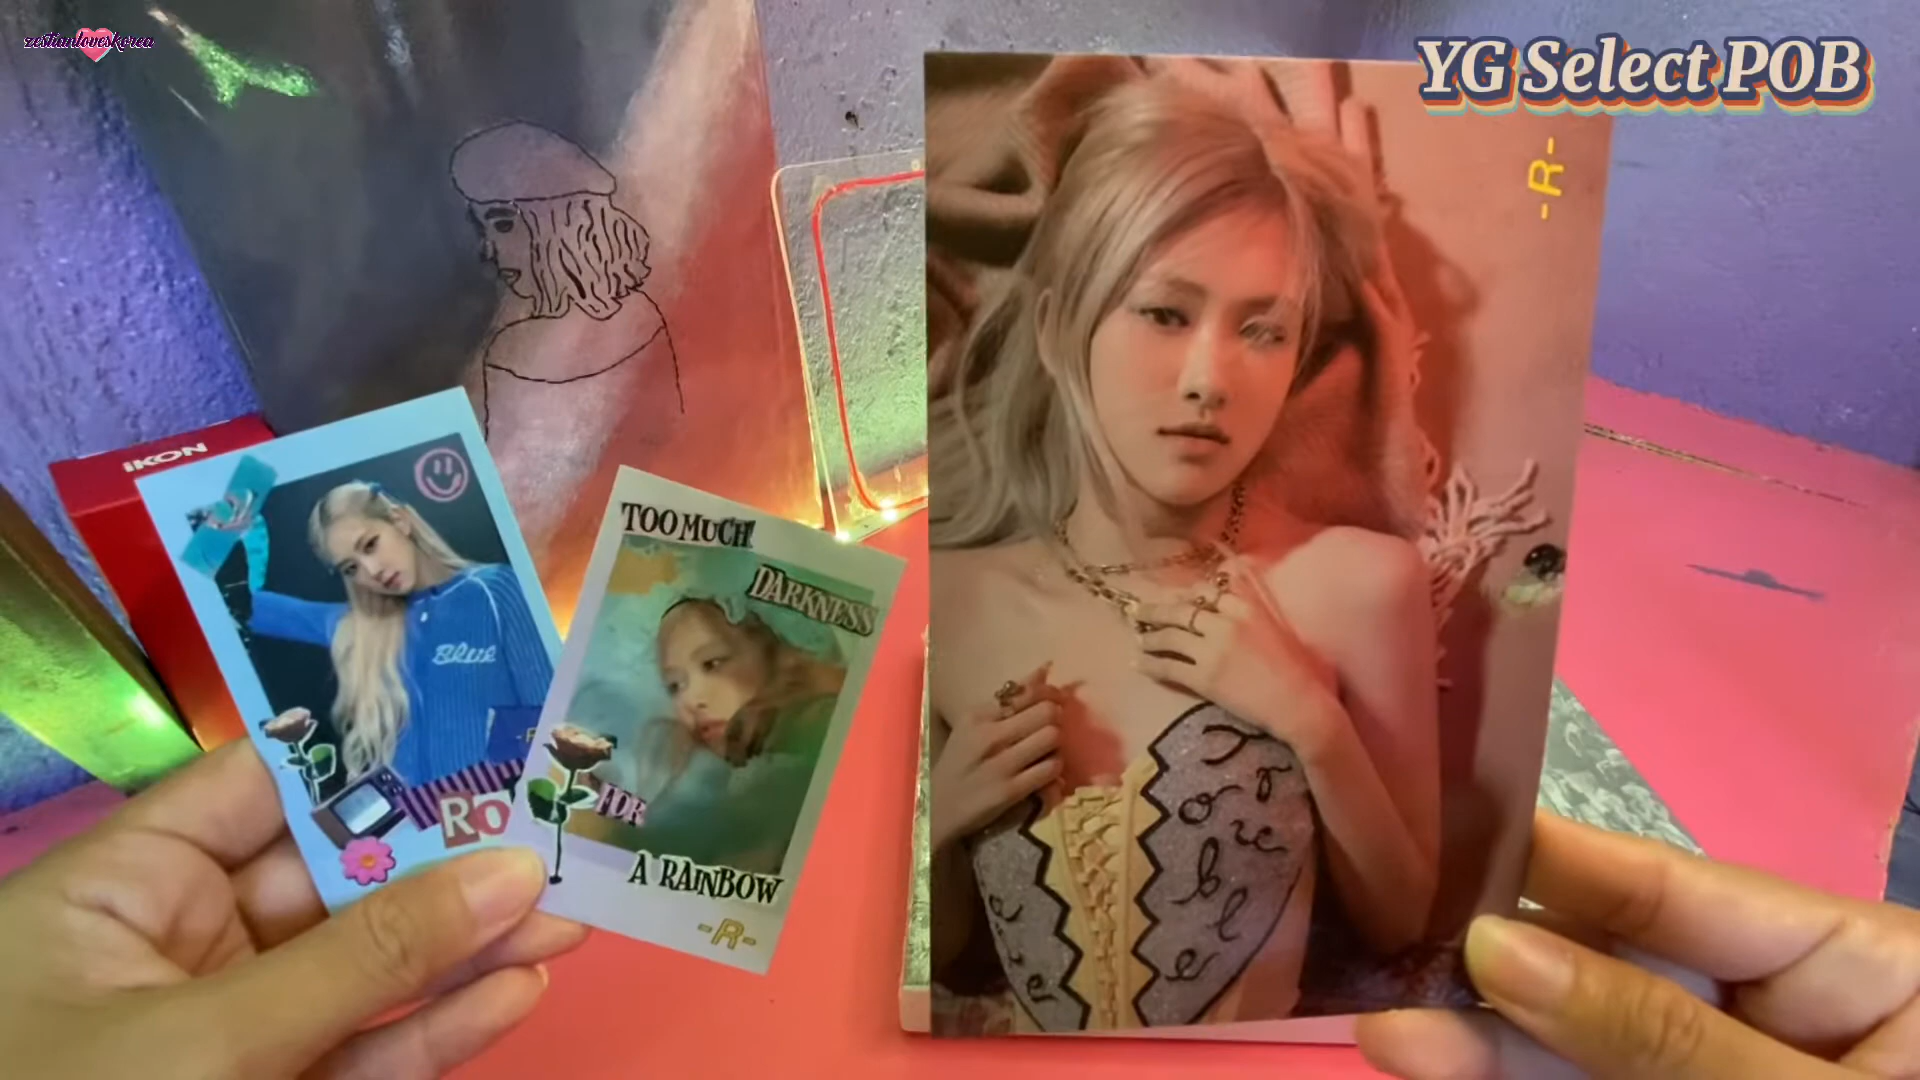 zestianloveskorea
YG Select POB
-R-
iKON
Blue
RO
TOO MUCH
DARKNESS
FOR
A RAINBOW
-R-